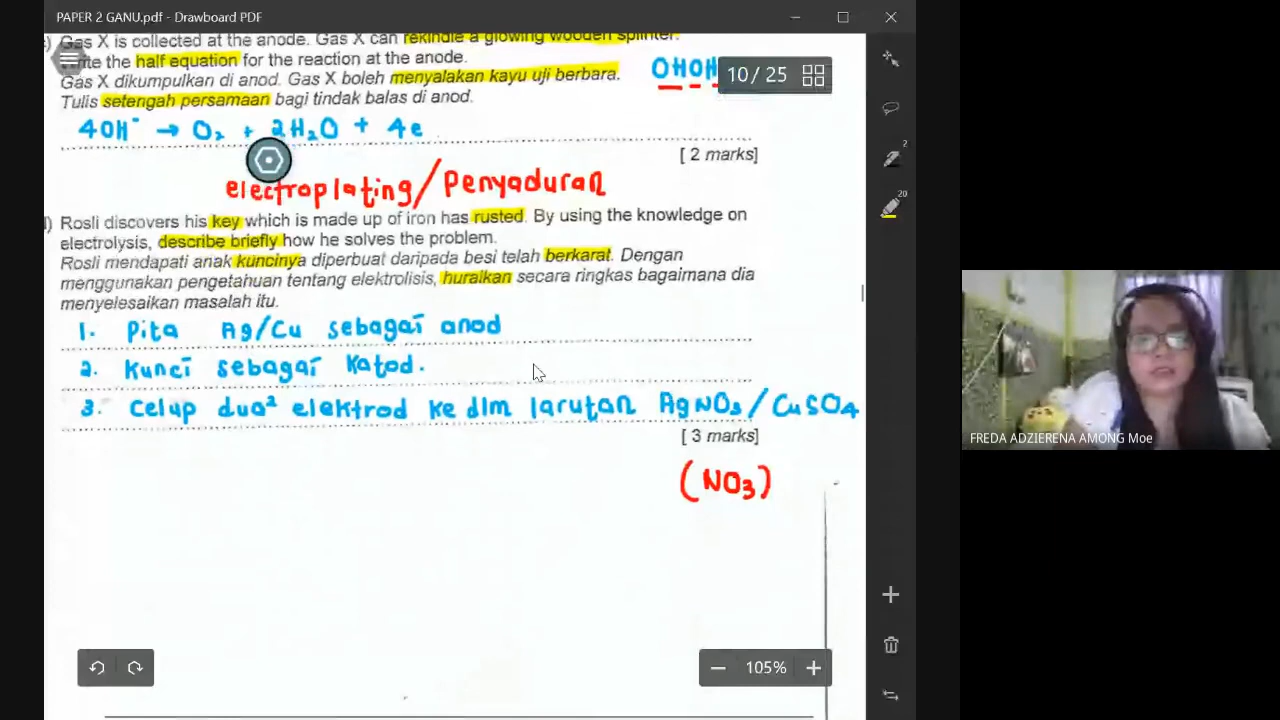 PAPER 2 GANU.pdf - Drawboard PDF
Gas X is collected at the anode. Gas X can rekindle a glowing wooden splinter.
Write the half equation for the reaction at the anode.
Gas X dikumpulkan di anod. Gas X boleh menyalakan kayu uji berbara.
Tulis setengah persamaan bagi tindak balas di anod.
OHOH
10 / 25
4OH⁻ → O₂ + 2H₂O + 4e
[ 2 marks]
electroplating/Penyaduran
Rosli discovers his key which is made up of iron has rusted. By using the knowledge on
electrolysis, describe briefly how he solves the problem.
Rosli mendapati anak kuncinya diperbuat daripada besi telah berkarat. Dengan
menggunakan pengetahuan tentang elektrolisis, huraikan secara ringkas bagaimana dia
menyelesaikan masalah itu.
1. Pita Ag/Cu sebagai anod
2. Kunci sebagai katod.
3. Celup dua² elektrod ke dlm larutan AgNO₃/CuSO₄
[ 3 marks]
(NO₃)
2
20
105%
FREDA ADZIERENA AMONG Moe